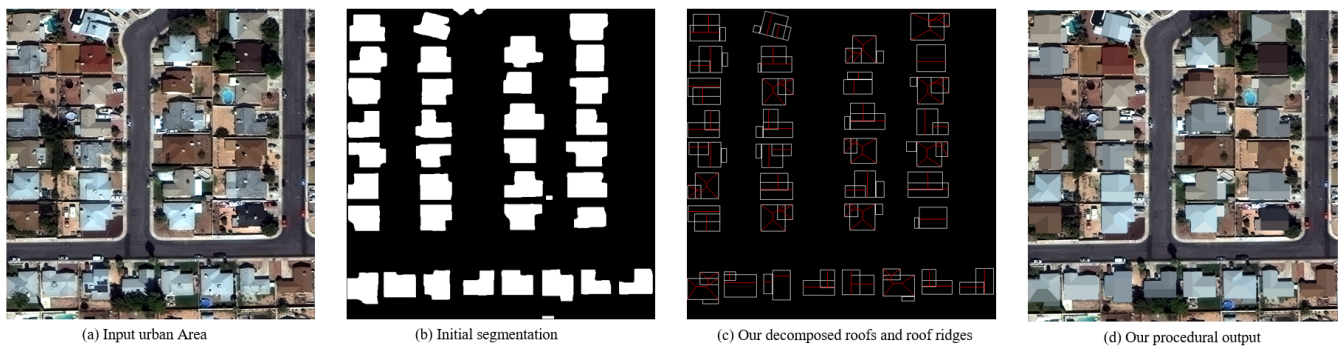 (a) Input urban Area
(b) Initial segmentation
(c) Our decomposed roofs and roof ridges
(d) Our procedural output